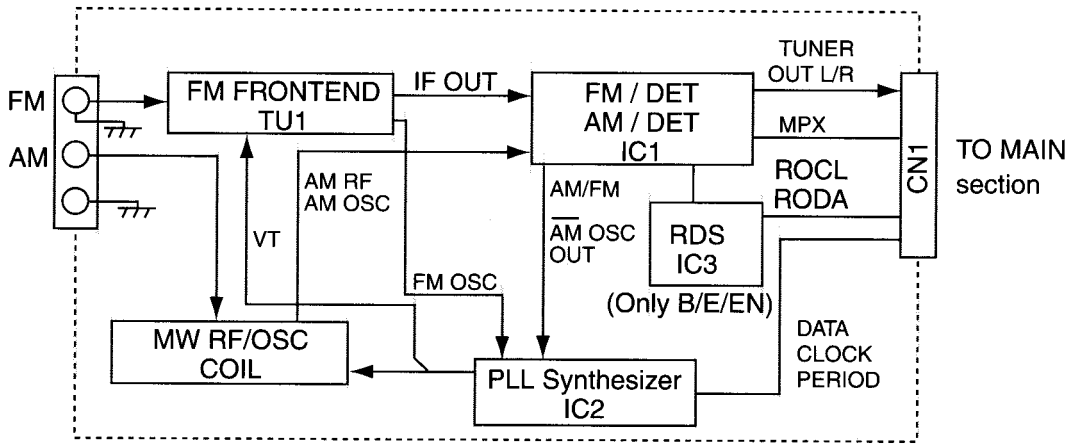 FM
AM
FM FRONTEND
TU1
IF OUT
FM / DET
AM / DET
IC1
TUNER
OUT L/R
MPX
ROCL
RODA
CN1
TO MAIN
section
AM RF
AM OSC
VT
FM OSC
AM/FM
AM OSC
OUT
RDS
IC3
(Only B/E/EN)
MW RF/OSC
COIL
PLL Synthesizer
IC2
DATA
CLOCK
PERIOD